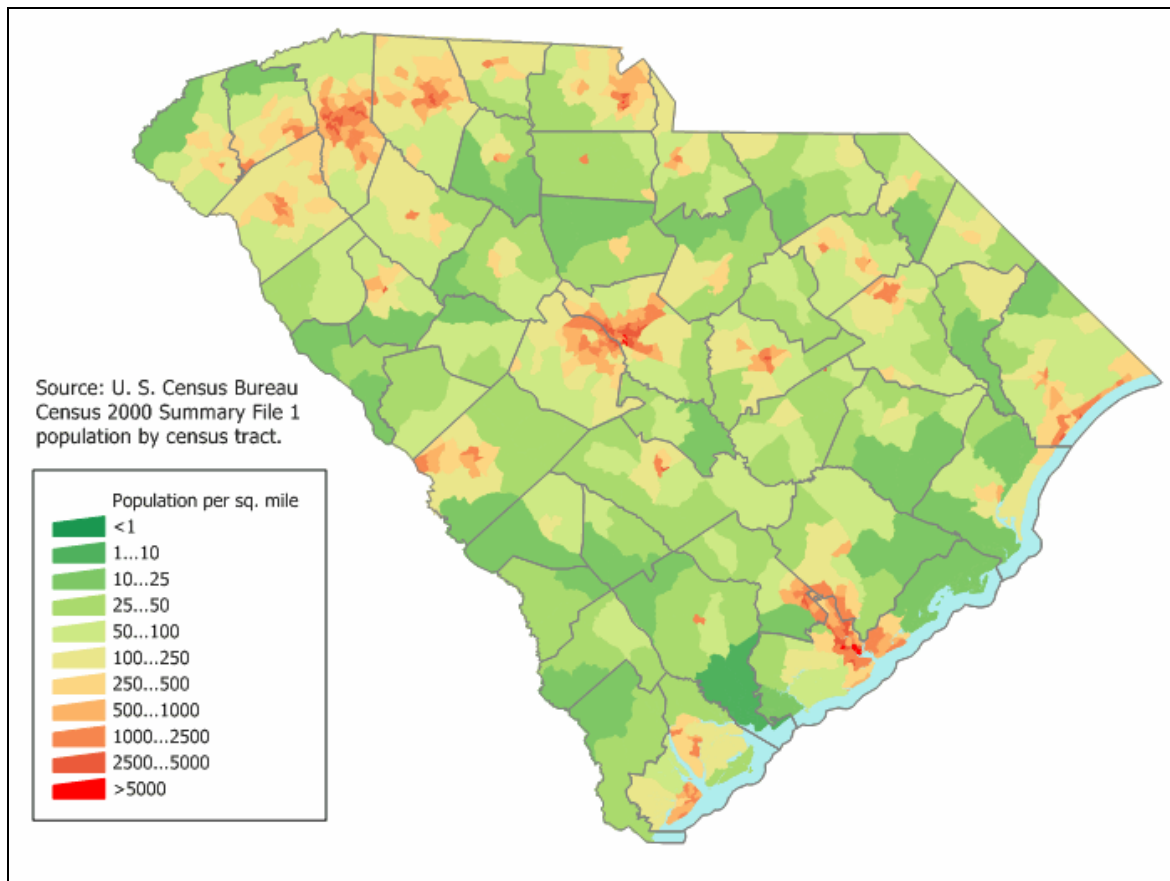 Source: U. S. Census Bureau
Census 2000 Summary File 1
population by census tract.
Population per sq. mile
<1
1...10
10...25
25...50
50...100
100...250
250...500
500...1000
1000...2500
2500...5000
>5000